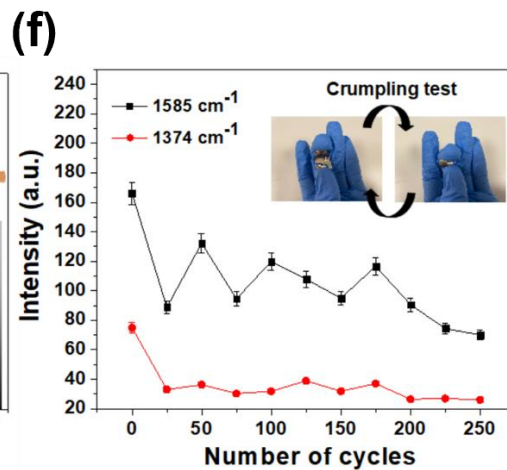 (f)
240
220
200
180
160
140
120
100
80
60
40
20
Intensity (a.u.)
1585 cm-1
1374 cm-1
Crumpling test
0 50 100 150 200 250
Number of cycles